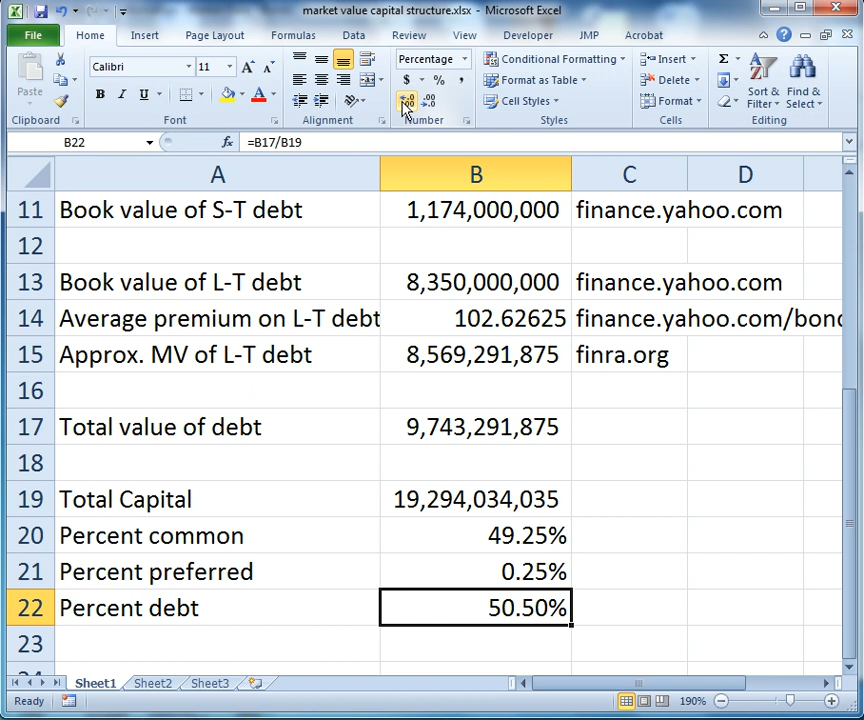 market value capital structure.xlsx - Microsoft Excel
File Home Insert Page Layout Formulas Data Review View Developer JMP Acrobat
Paste Calibri 11 Percentage Conditional Formatting Insert Σ
B I U A $ % , Format as Table Delete Sort & Find &
Cell Styles Format Filter Select
Clipboard Font Alignment Number Styles Cells Editing
B22 fx =B17/B19
A B C D
11 Book value of S-T debt 1,174,000,000 finance.yahoo.com
12
13 Book value of L-T debt 8,350,000,000 finance.yahoo.com
14 Average premium on L-T debt 102.62625 finance.yahoo.com/bond
15 Approx. MV of L-T debt 8,569,291,875 finra.org
16
17 Total value of debt 9,743,291,875
18
19 Total Capital 19,294,034,035
20 Percent common 49.25%
21 Percent preferred 0.25%
22 Percent debt 50.50%
23
24
Sheet1 Sheet2 Sheet3
Ready 190%